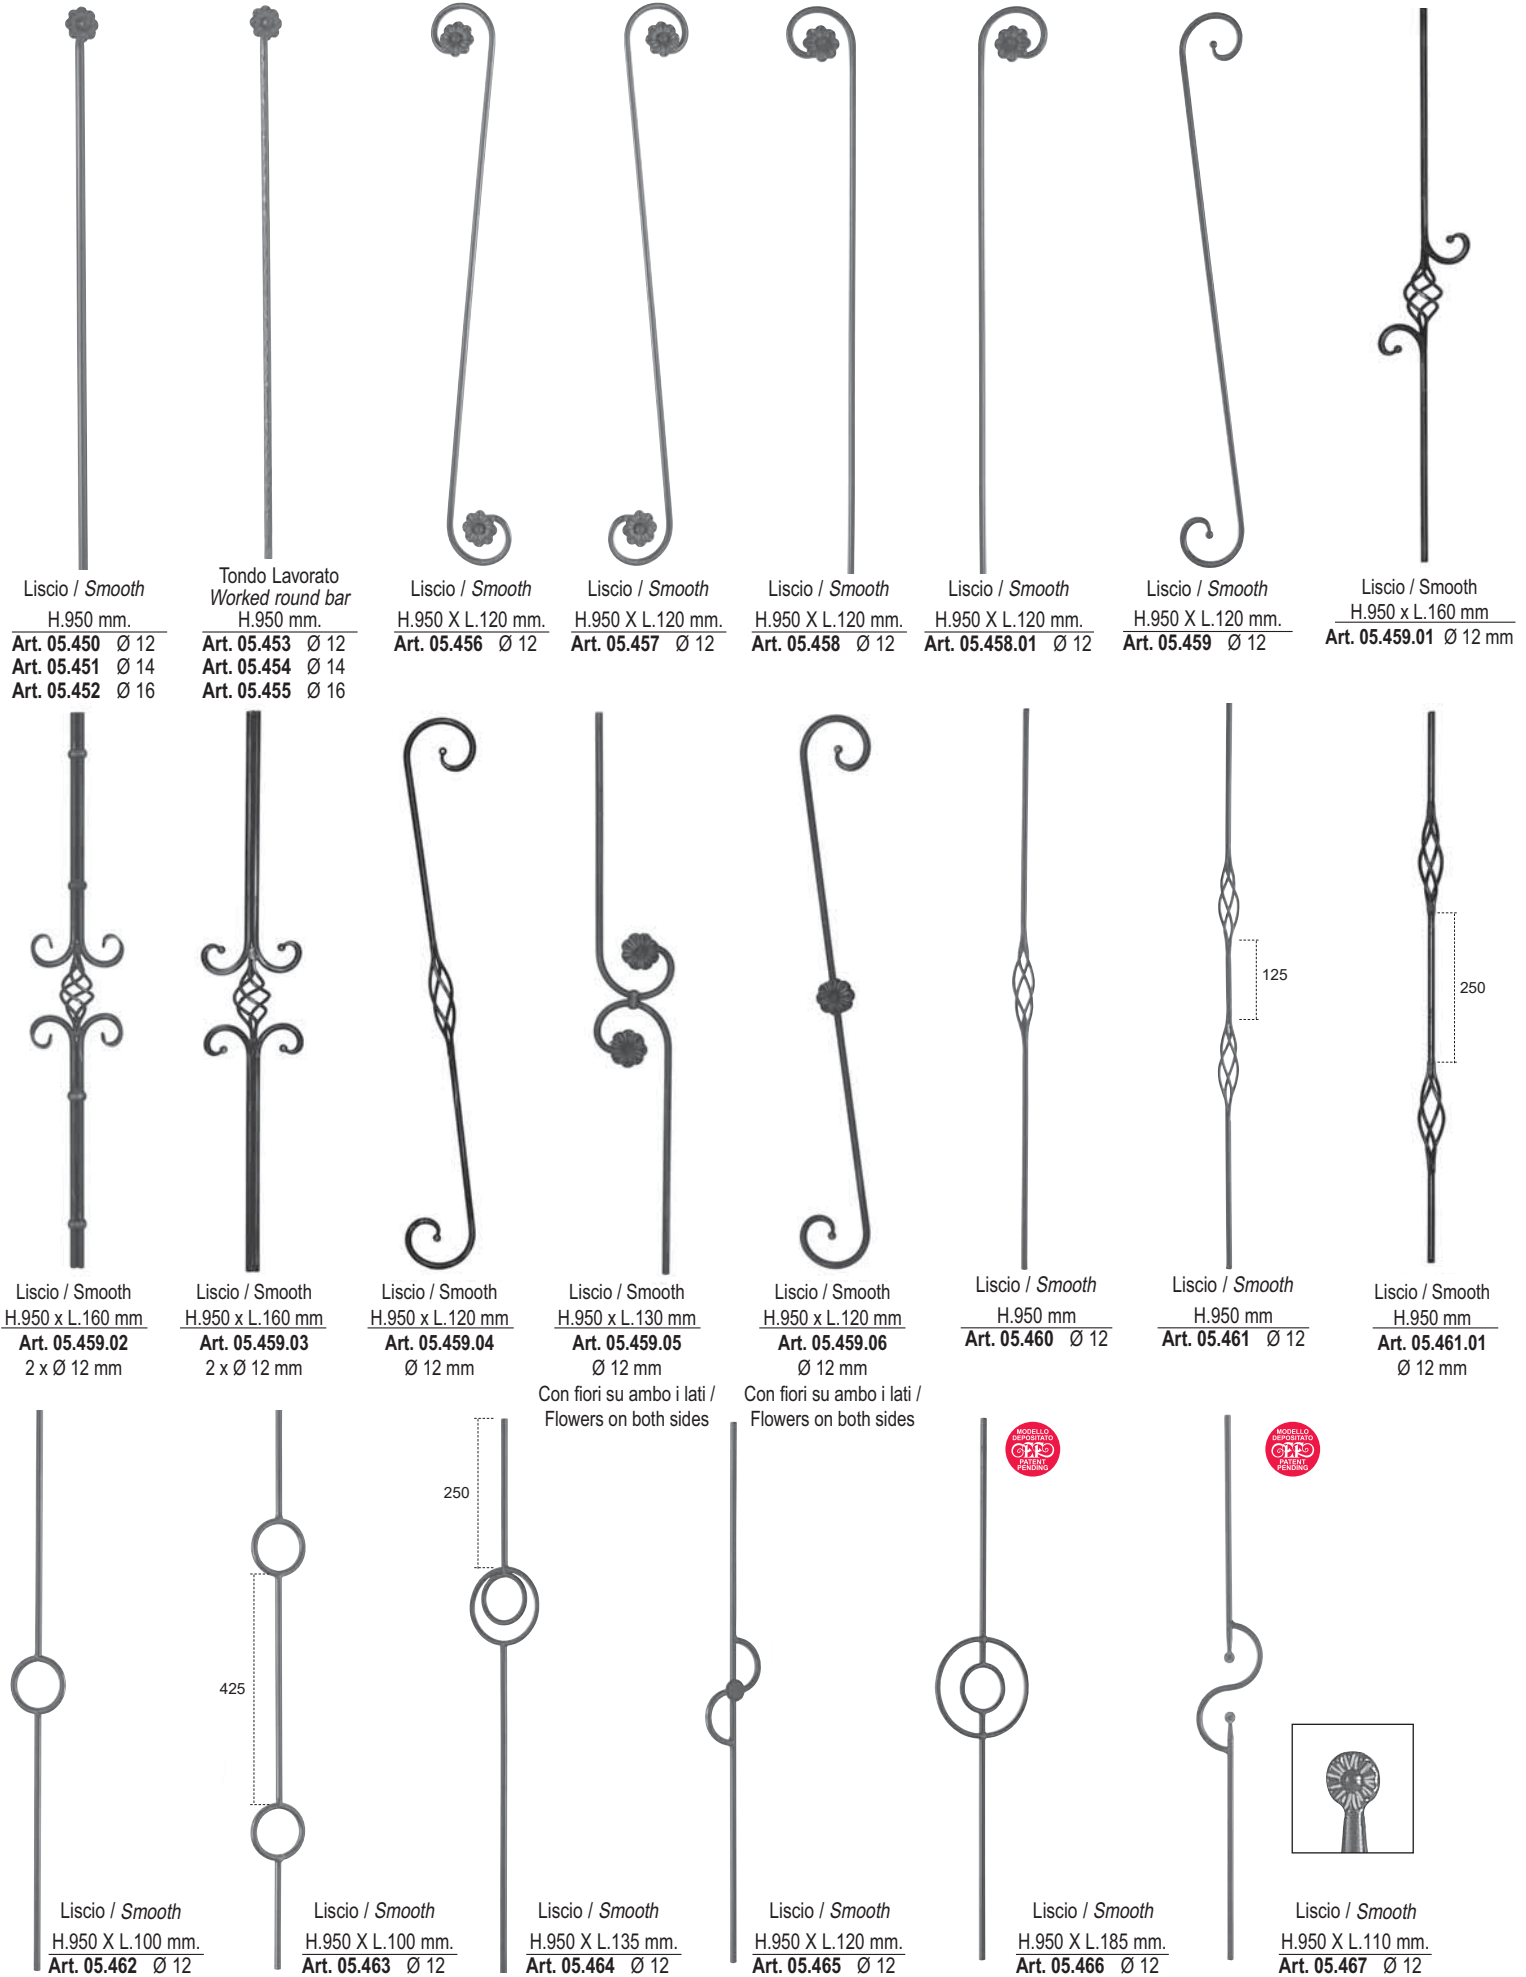 Liscio / Smooth
H.950 mm.
Art. 05.450 Ø 12
Art. 05.451 Ø 14
Art. 05.452 Ø 16
Tondo Lavorato
Worked round bar
H.950 mm.
Art. 05.453 Ø 12
Art. 05.454 Ø 14
Art. 05.455 Ø 16
Liscio / Smooth
H.950 X L.120 mm.
Art. 05.456 Ø 12
Liscio / Smooth
H.950 X L.120 mm.
Art. 05.457 Ø 12
Liscio / Smooth
H.950 X L.120 mm.
Art. 05.458 Ø 12
Liscio / Smooth
H.950 X L.120 mm.
Art. 05.458.01 Ø 12
Liscio / Smooth
H.950 X L.120 mm.
Art. 05.459 Ø 12
Liscio / Smooth
H.950 x L.160 mm
Art. 05.459.01 Ø 12 mm
Liscio / Smooth
H.950 x L.160 mm
Art. 05.459.02
2 x Ø 12 mm
Liscio / Smooth
H.950 x L.160 mm
Art. 05.459.03
2 x Ø 12 mm
Liscio / Smooth
H.950 x L.120 mm
Art. 05.459.04
Ø 12 mm
Liscio / Smooth
H.950 x L.130 mm
Art. 05.459.05
Ø 12 mm
Con fiori su ambo i lati /
Flowers on both sides
Liscio / Smooth
H.950 x L.120 mm
Art. 05.459.06
Ø 12 mm
Con fiori su ambo i lati /
Flowers on both sides
Liscio / Smooth
H.950 mm
Art. 05.460 Ø 12
125
Liscio / Smooth
H.950 mm
Art. 05.461 Ø 12
250
Liscio / Smooth
H.950 mm
Art. 05.461.01
Ø 12 mm
Liscio / Smooth
H.950 X L.100 mm.
Art. 05.462 Ø 12
425
Liscio / Smooth
H.950 X L.100 mm.
Art. 05.463 Ø 12
250
Liscio / Smooth
H.950 X L.135 mm.
Art. 05.464 Ø 12
Liscio / Smooth
H.950 X L.120 mm.
Art. 05.465 Ø 12
MODELLO
DEPOSITATO
PATENT
PENDING
Liscio / Smooth
H.950 X L.185 mm.
Art. 05.466 Ø 12
MODELLO
DEPOSITATO
PATENT
PENDING
Liscio / Smooth
H.950 X L.110 mm.
Art. 05.467 Ø 12